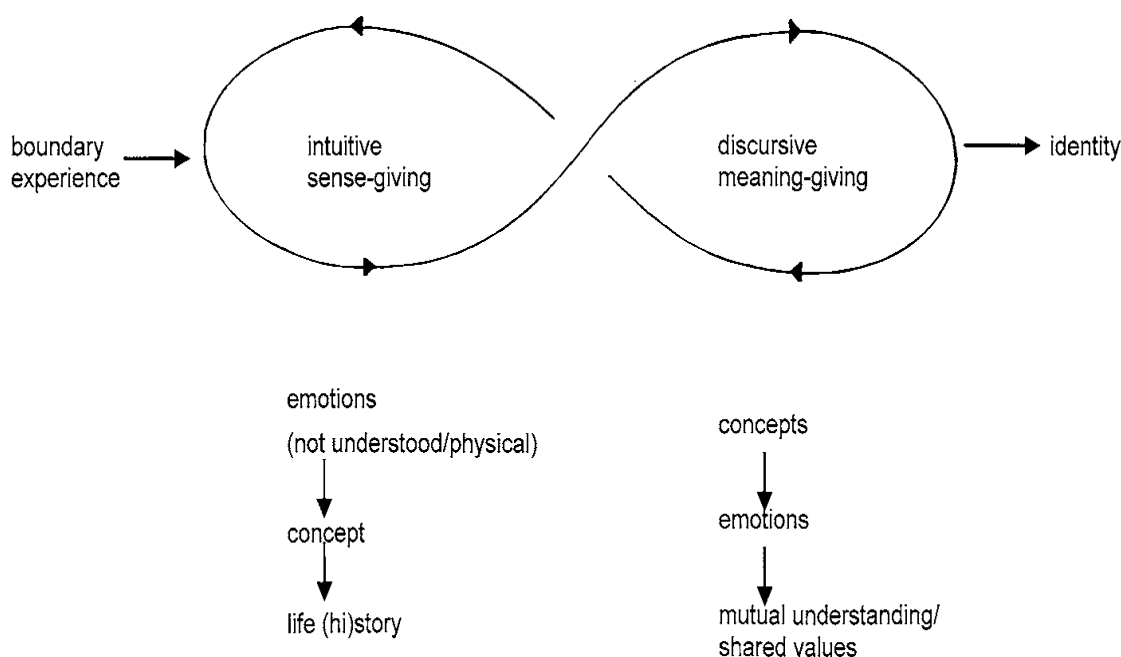 boundary
experience
intuitive
sense-giving
discursive
meaning-giving
identity
emotions
(not understood/physical)
concept
life (hi)story
concepts
emotions
mutual understanding/
shared values